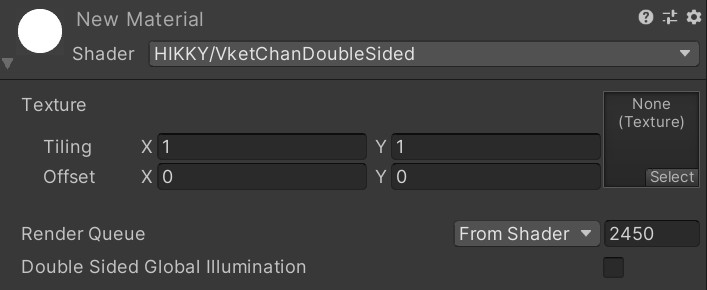 New Material
Shader HIKKY/VketChanDoubleSided
Texture
None
(Texture)
Tiling X 1 Y 1
Offset X 0 Y 0
Select
Render Queue From Shader 2450
Double Sided Global Illumination